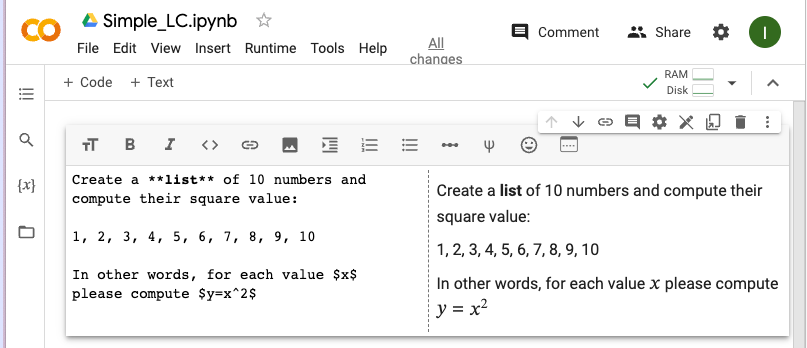 Simple_LC.ipynb
Comment
Share
I
File Edit View Insert Runtime Tools Help
All changes
+ Code + Text
RAM
Disk
{x}
Create a **list** of 10 numbers and
compute their square value:
1, 2, 3, 4, 5, 6, 7, 8, 9, 10
In other words, for each value $x$
please compute $y=x^2$
Create a list of 10 numbers and compute their
square value:
1, 2, 3, 4, 5, 6, 7, 8, 9, 10
In other words, for each value x please compute
y = x²